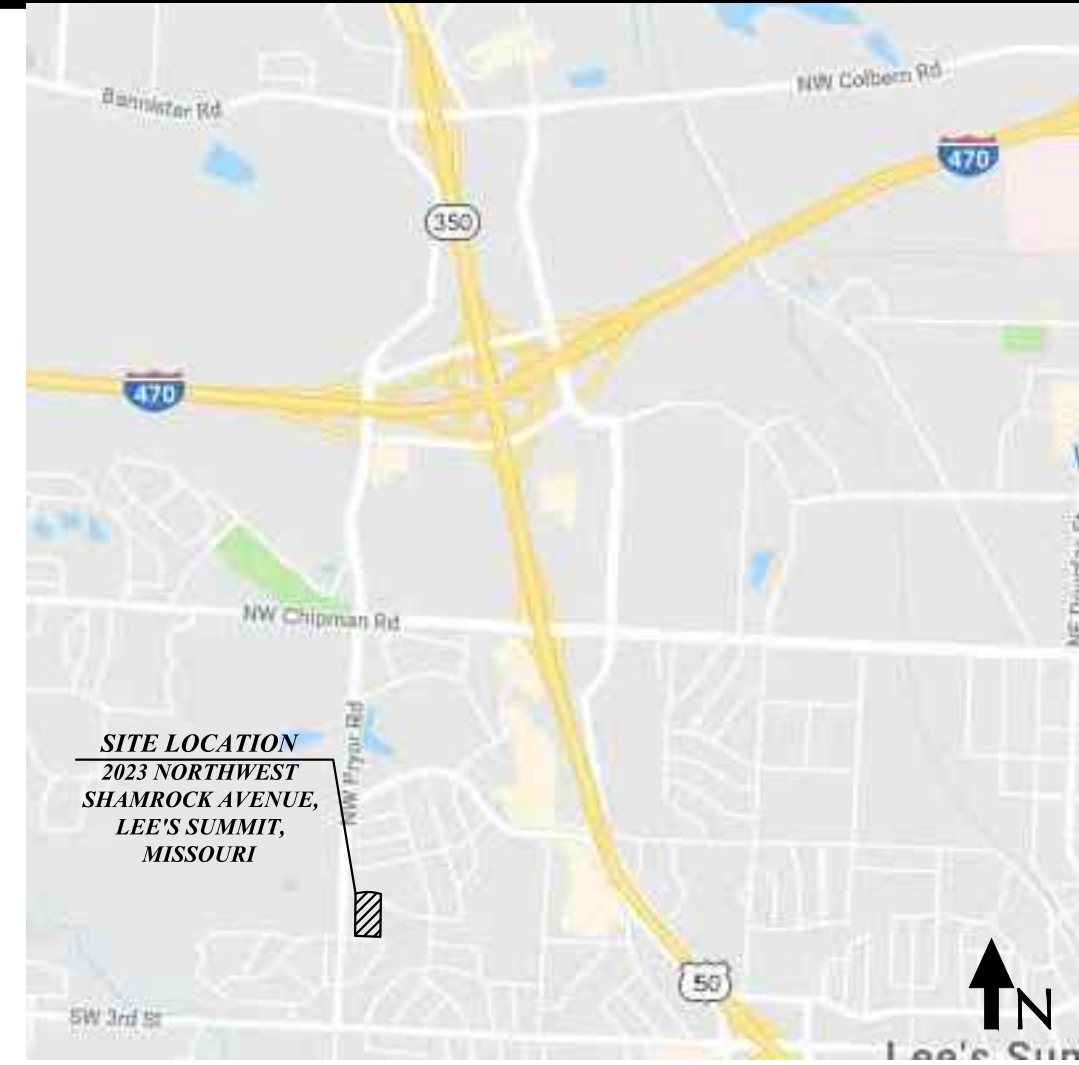 NW Colbern Rd
Bannister Rd
470
350
470
NW Chipman Rd
NW Pryor Rd
SITE LOCATION
2023 NORTHWEST
SHAMROCK AVENUE,
LEE'S SUMMIT,
MISSOURI
50
N
SW 3rd St
Lee's